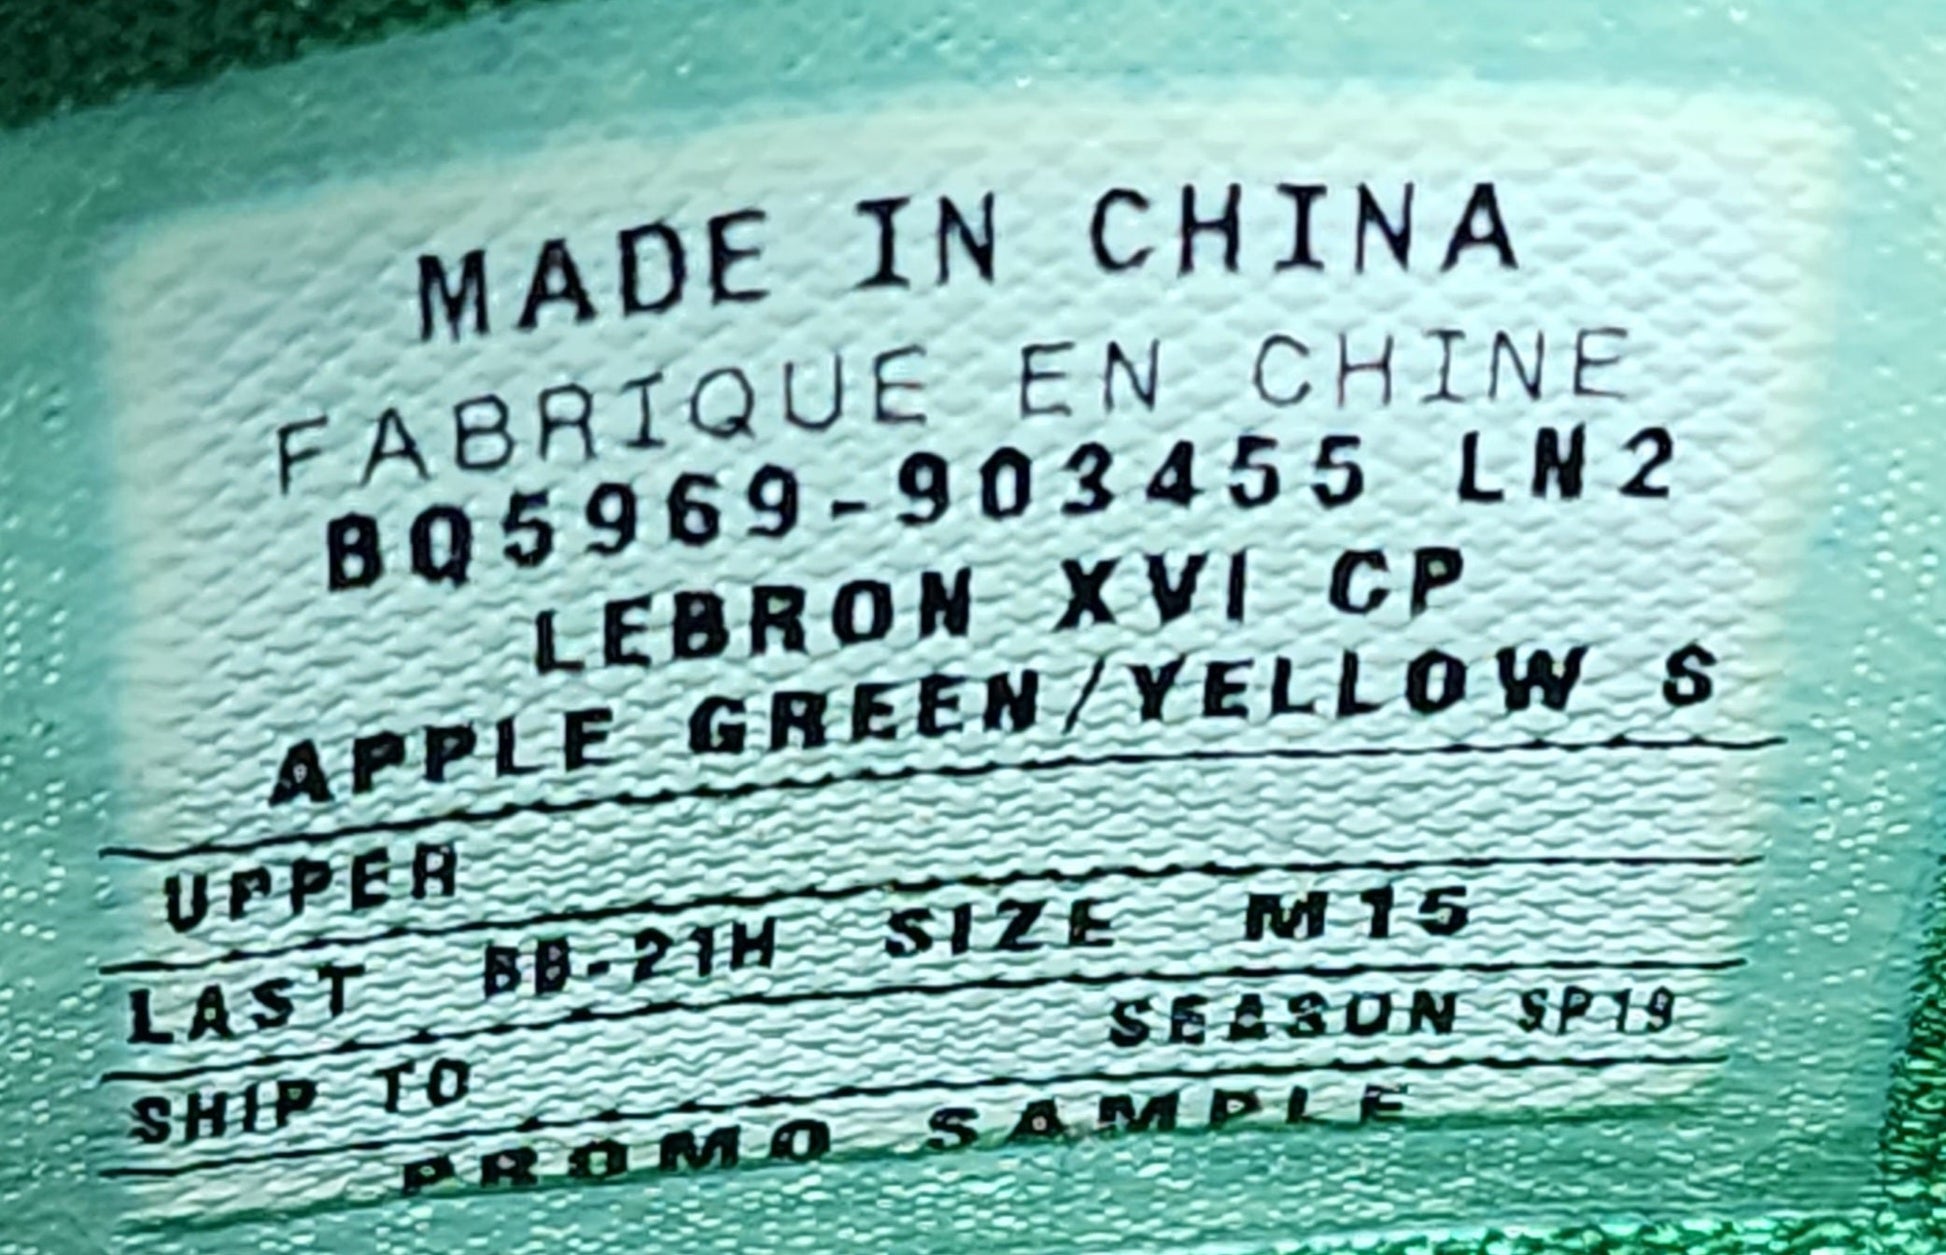 MADE IN CHINA
FABRIQUE EN CHINE
BQ5969-903455 LN2
LEBRON XVI CP
APPLE GREEN/YELLOW S
UPPER
LAST BB-21H SIZE M15
SHIP TO SEASON SP19
PROMO SAMPLE